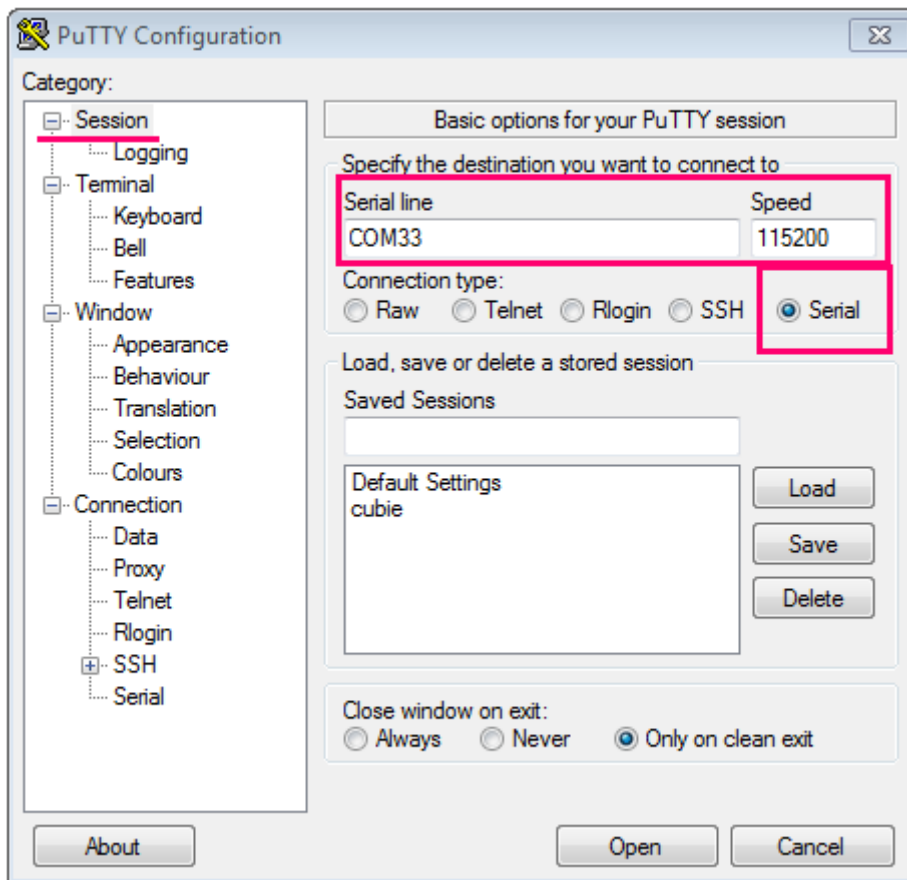 PuTTY Configuration
Category:
Session
Logging
Terminal
Keyboard
Bell
Features
Window
Appearance
Behaviour
Translation
Selection
Colours
Connection
Data
Proxy
Telnet
Rlogin
SSH
Serial
Basic options for your PuTTY session
Specify the destination you want to connect to
Serial line Speed
COM33 115200
Connection type:
Raw Telnet Rlogin SSH Serial
Load, save or delete a stored session
Saved Sessions
Default Settings
cubie
Load
Save
Delete
Close window on exit:
Always Never Only on clean exit
About Open Cancel